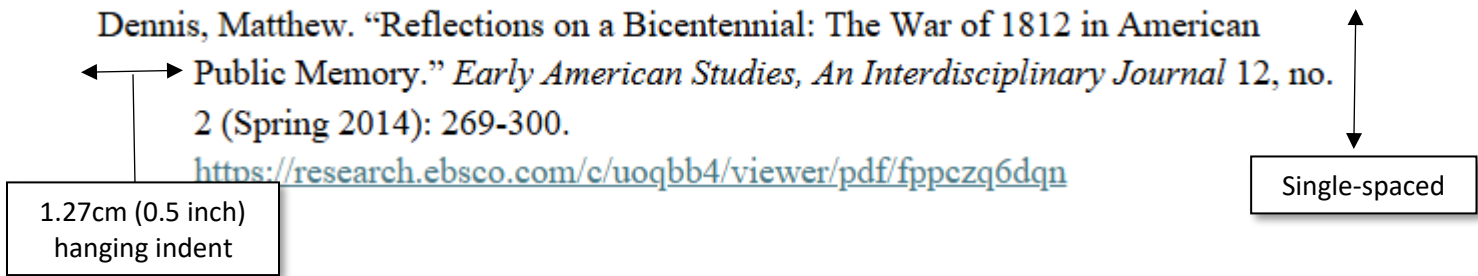 Dennis, Matthew. “Reflections on a Bicentennial: The War of 1812 in American
Public Memory.” Early American Studies, An Interdisciplinary Journal 12, no.
2 (Spring 2014): 269-300.
https://research.ebsco.com/c/uoqbb4/viewer/pdf/fppczq6dqn
1.27cm (0.5 inch)
hanging indent
Single-spaced